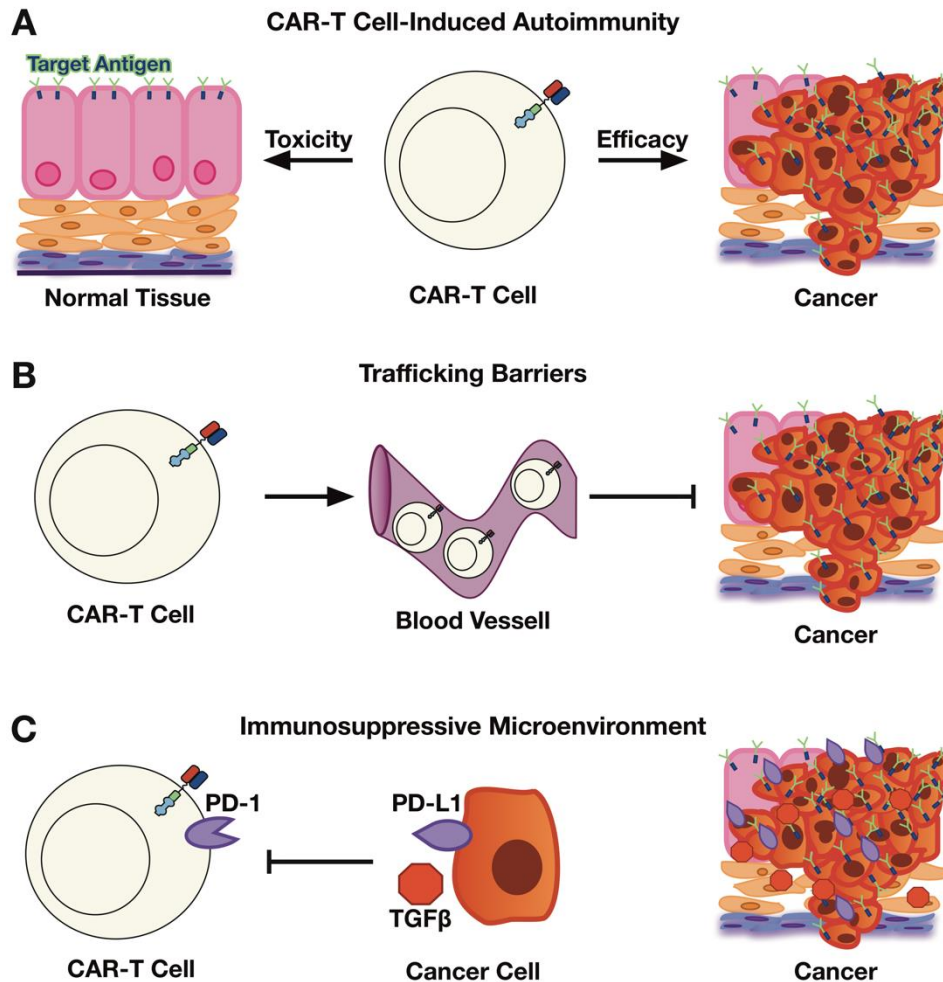 A
CAR-T Cell-Induced Autoimmunity
Target Antigen
Toxicity
Efficacy
Normal Tissue
CAR-T Cell
Cancer
B
Trafficking Barriers
CAR-T Cell
Blood Vessell
Cancer
C
Immunosuppressive Microenvironment
PD-1
PD-L1
TGFβ
CAR-T Cell
Cancer Cell
Cancer